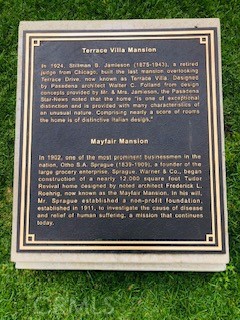 Terrace Villa Mansion
In 1924, Stillman B. Jamieson (1875-1943), a retired
judge from Chicago, built the last mansion overlooking
Terrace Drive, now known as Terrace Villa. Designed
by Pasadena architect Walter C. Folland from design
concepts provided by Mr. & Mrs. Jamieson, the Pasadena
Star-News noted that the home "is one of exceptional
distinction and is provided with many characteristics of
an unusual nature. Comprising nearly a score of rooms
the home is of distinctive Italian design."
Mayfair Mansion
In 1902, one of the most prominent businessmen in the
nation, Otho S.A. Sprague (1839-1909), a founder of the
large grocery enterprise, Sprague, Warner & Co., began
construction of a nearly 12,000 square foot Tudor
Revival home designed by noted architect Frederick L.
Roehrig, now known as the Mayfair Mansion. In his will,
Mr. Sprague established a non-profit foundation,
established in 1911, to investigate the cause of disease
and relief of human suffering, a mission that continues
today.